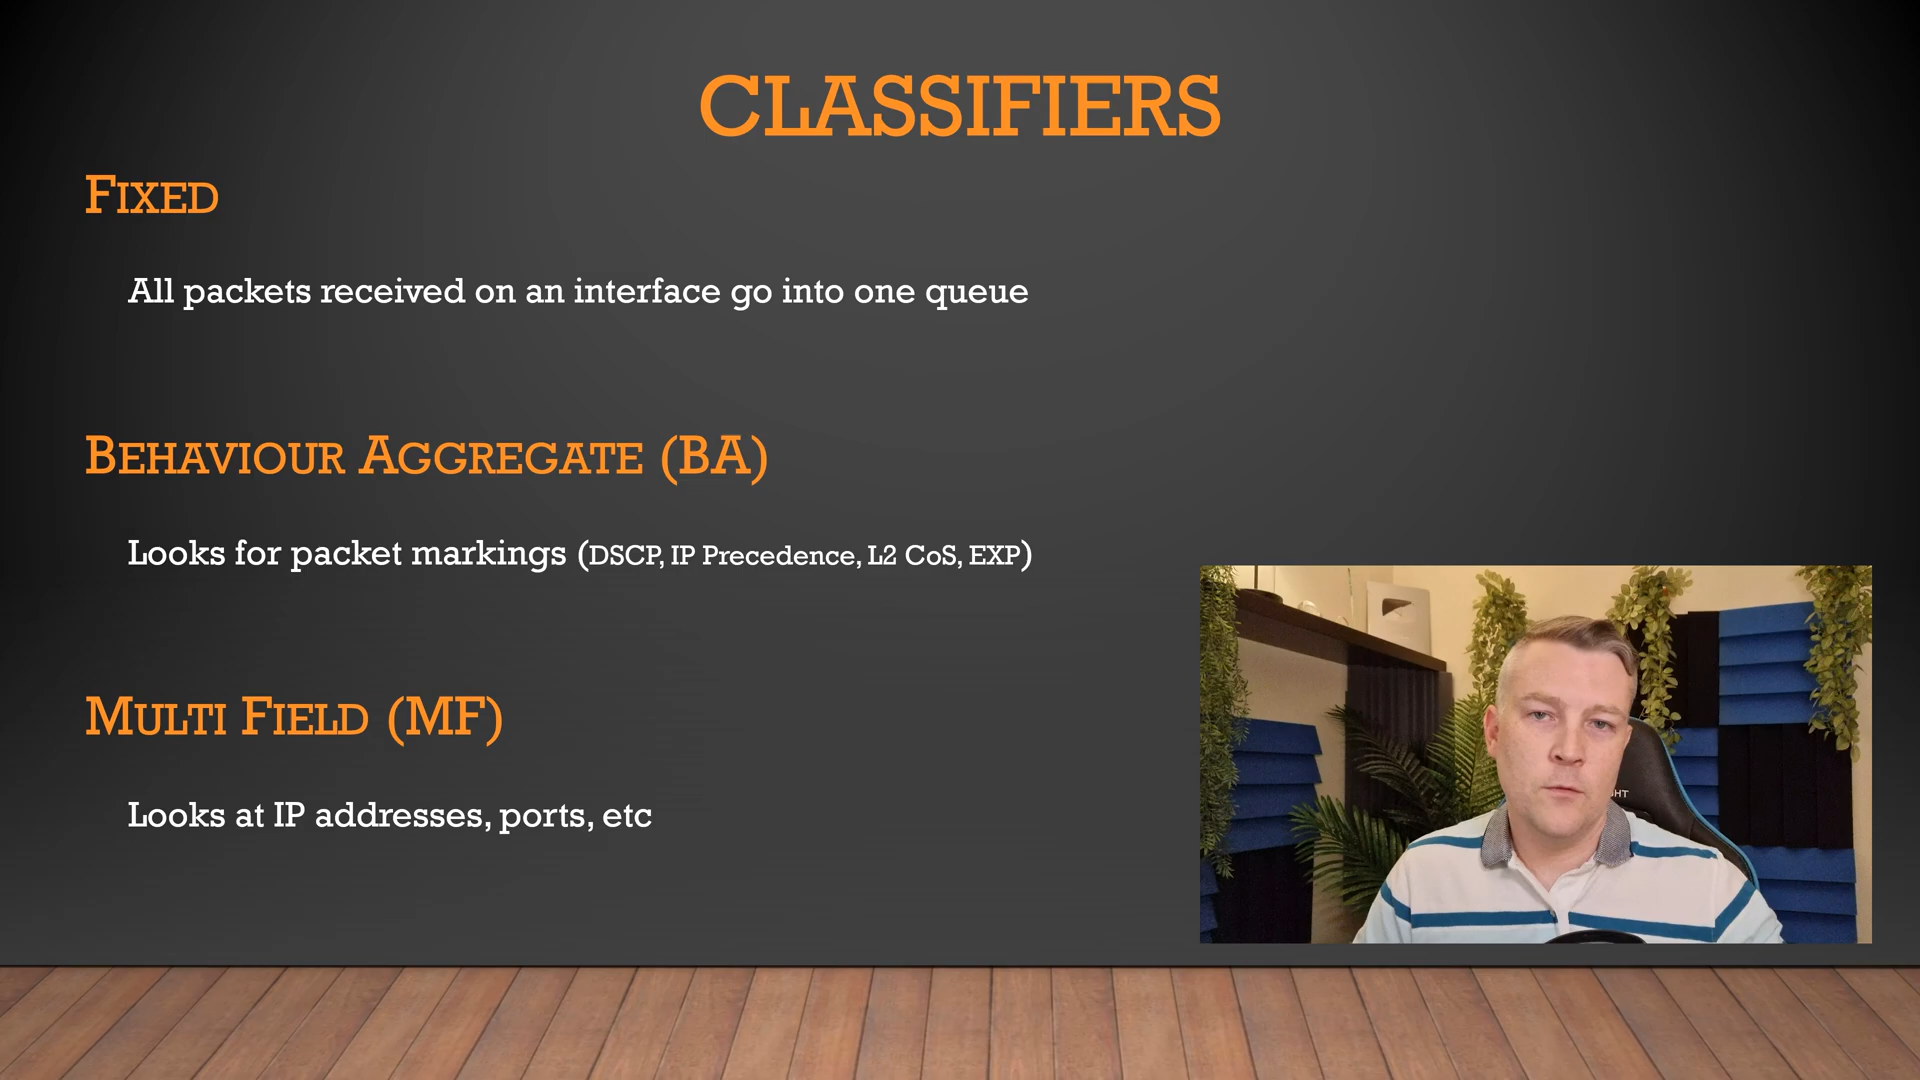 CLASSIFIERS
FIXED
All packets received on an interface go into one queue
BEHAVIOUR AGGREGATE (BA)
Looks for packet markings (DSCP, IP Precedence, L2 CoS, EXP)
MULTI FIELD (MF)
Looks at IP addresses, ports, etc